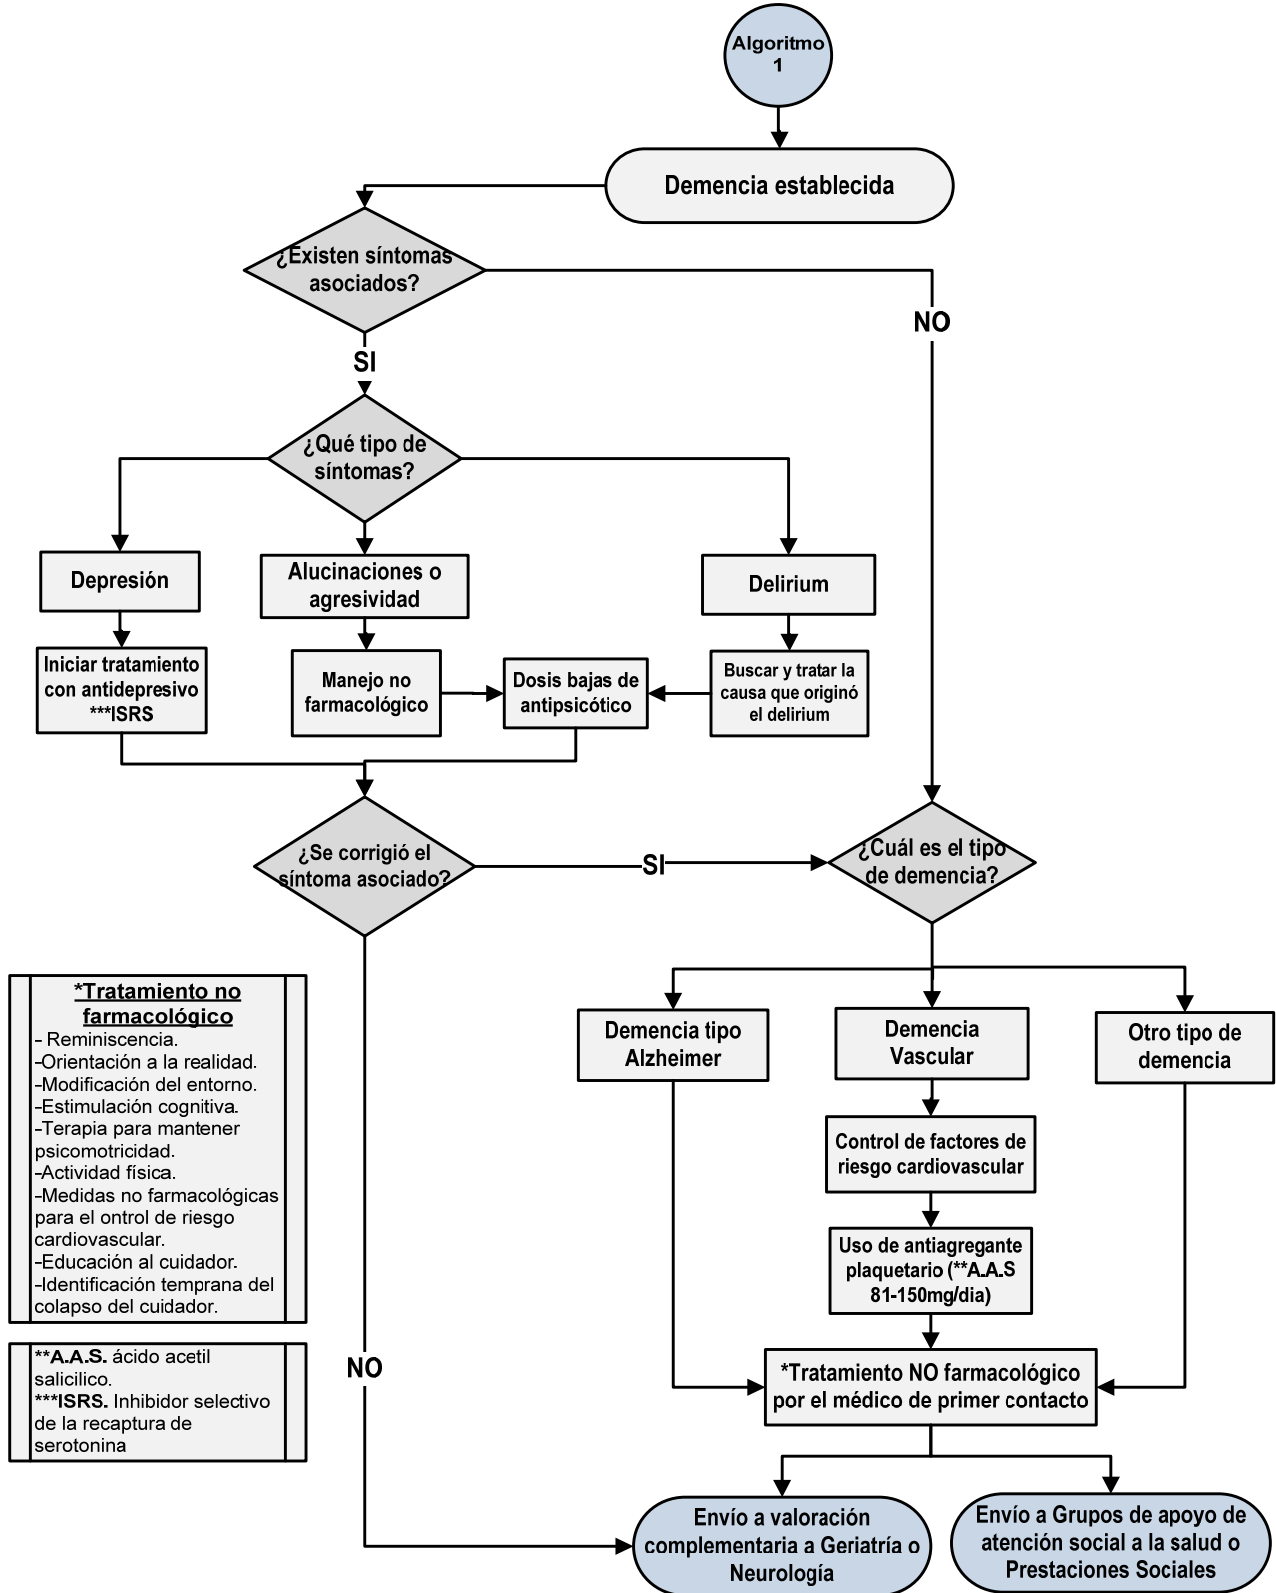 Algoritmo
1
Demencia establecida
¿Existen síntomas
asociados?
NO
SI
¿Qué tipo de
síntomas?
Depresión
Alucinaciones o
agresividad
Delirium
Iniciar tratamiento
con antidepresivo
***ISRS
Manejo no
farmacológico
Dosis bajas de
antipsicótico
Buscar y tratar la
causa que originó
el delirium
¿Se corrigió el
síntoma asociado?
SI
¿Cuál es el tipo
de demencia?
*Tratamiento no
farmacológico
- Reminiscencia.
-Orientación a la realidad.
-Modificación del entorno.
-Estimulación cognitiva.
-Terapia para mantener
psicomotricidad.
-Actividad física.
-Medidas no farmacológicas
para el ontrol de riesgo
cardiovascular.
-Educación al cuidador.
-Identificación temprana del
colapso del cuidador.
Demencia tipo
Alzheimer
Demencia
Vascular
Otro tipo de
demencia
Control de factores de
riesgo cardiovascular
Uso de antiagregante
plaquetario (**A.A.S
81-150mg/dia)
**A.A.S. ácido acetil
salicilico.
***ISRS. Inhibidor selectivo
de la recaptura de
serotonina
NO
*Tratamiento NO farmacológico
por el médico de primer contacto
Envío a valoración
complementaria a Geriatría o
Neurología
Envío a Grupos de apoyo de
atención social a la salud o
Prestaciones Sociales